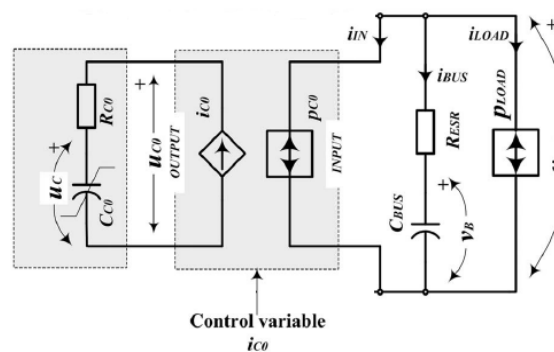 i_IN
i_LOAD
i_BUS
R_C0
+
u_C0
OUTPUT
i_C0
p_C0
INPUT
R_ESR
p_LOAD
+
+
u_C
C_C0
C_BUS
+
v_B
+
Control variable
i_C0